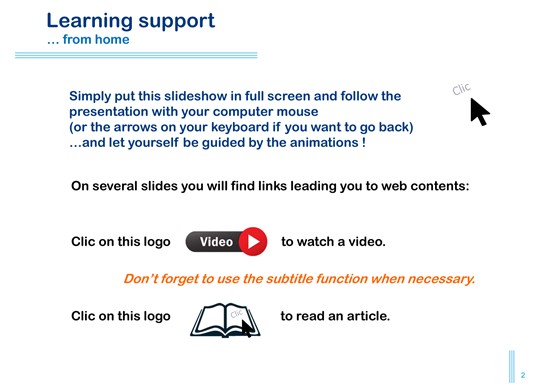 Learning support
… from home
Clic
Simply put this slideshow in full screen and follow the
presentation with your computer mouse
(or the arrows on your keyboard if you want to go back)
…and let yourself be guided by the animations !
On several slides you will find links leading you to web contents:
Clic on this logo Video to watch a video.
Don't forget to use the subtitle function when necessary.
Clic on this logo Clic to read an article.
2